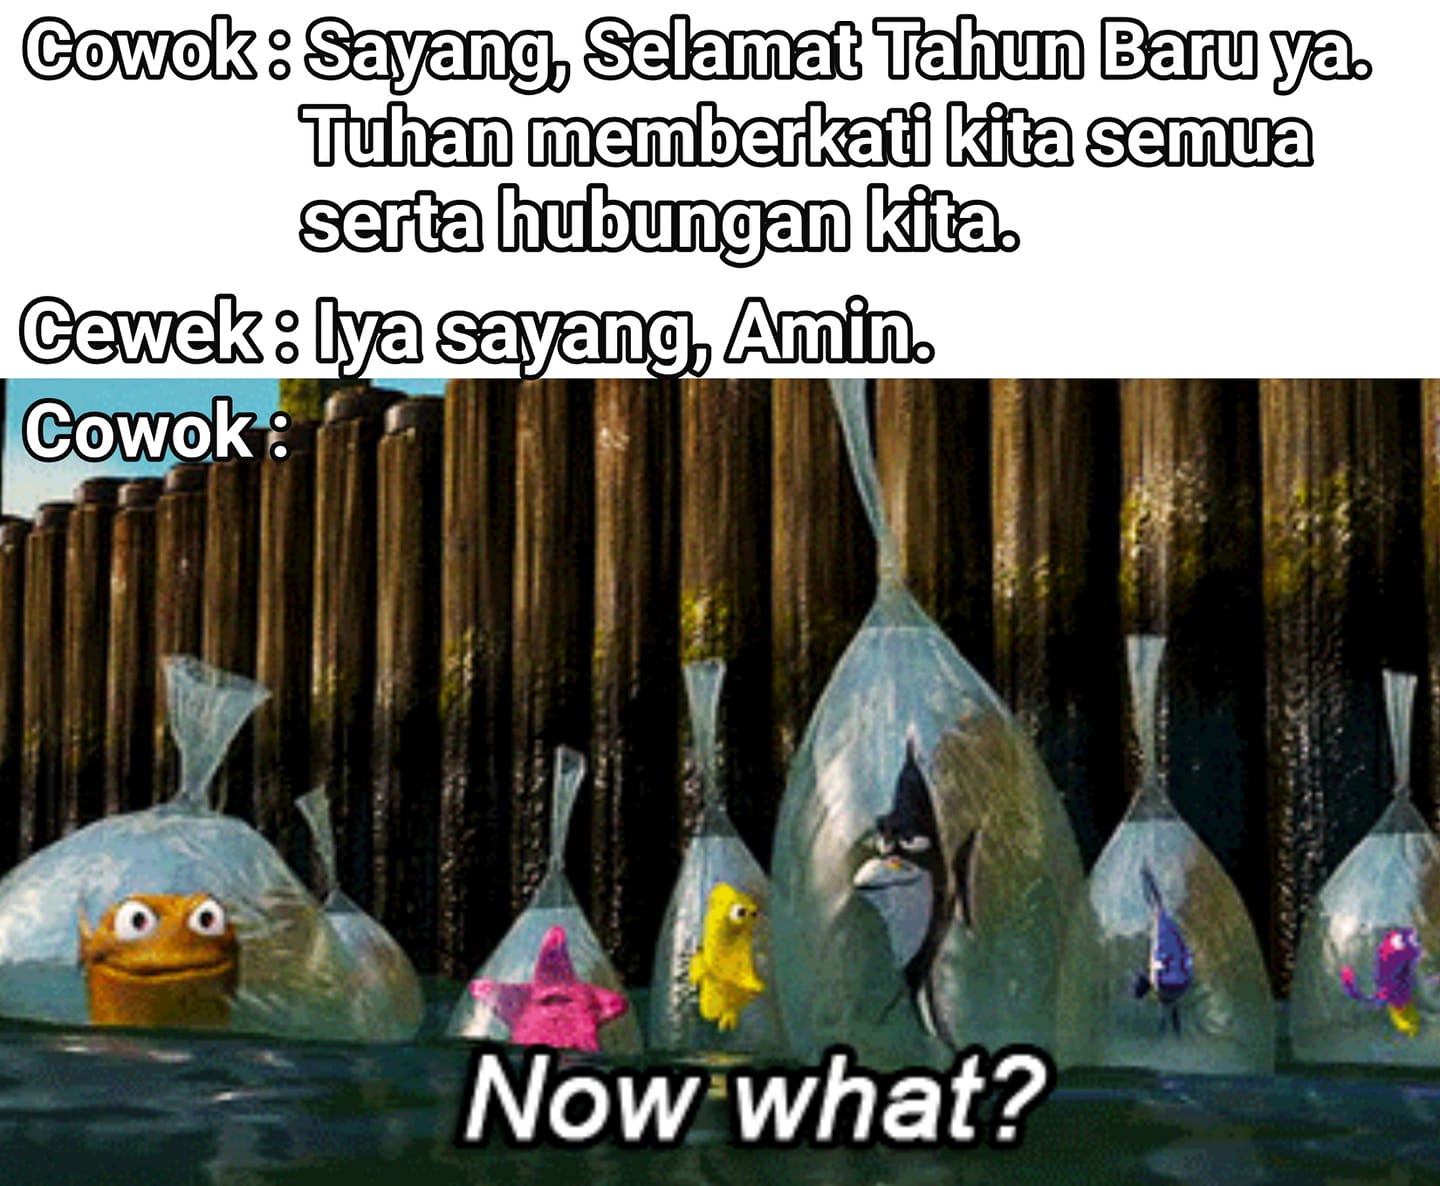 Cowok : Sayang, Selamat Tahun Baru ya.
Tuhan memberkati kita semua
serta hubungan kita.
Cewek : Iya sayang, Amin.
Cowok :
Now what?